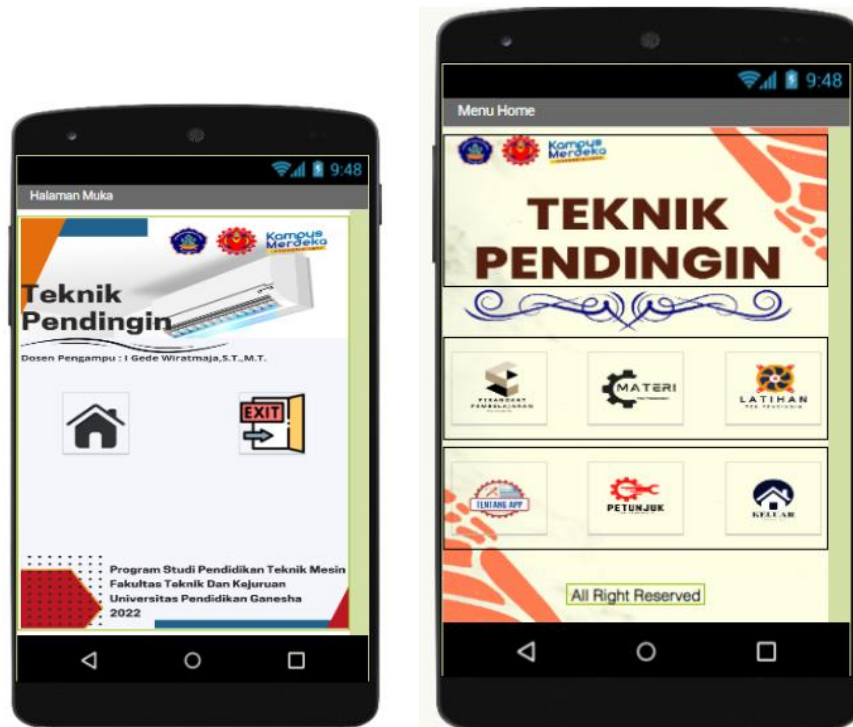 9:48
Halaman Muka
Kampus
Merdeka
Teknik
Pendingin
Dosen Pengampu : I Gede Wiratmaja,S.T.,M.T.
EXIT
Program Studi Pendidikan Teknik Mesin
Fakultas Teknik Dan Kejuruan
Universitas Pendidikan Ganesha
2022
9:48
Menu Home
Kampus
Merdeka
TEKNIK
PENDINGIN
PERANGKAT
PEMBELAJARAN
MATERI
LATIHAN
TENTANG APP
PETUNJUK
KELUAR
All Right Reserved